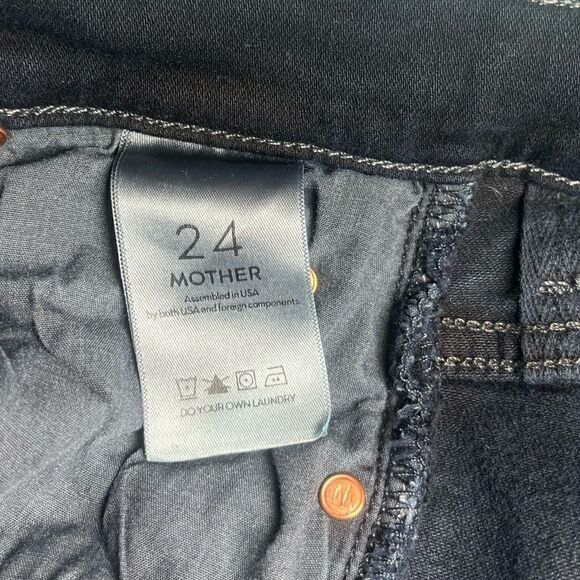 24
MOTHER
Assembled in USA
by both USA and foreign components
DO YOUR OWN LAUNDRY
M